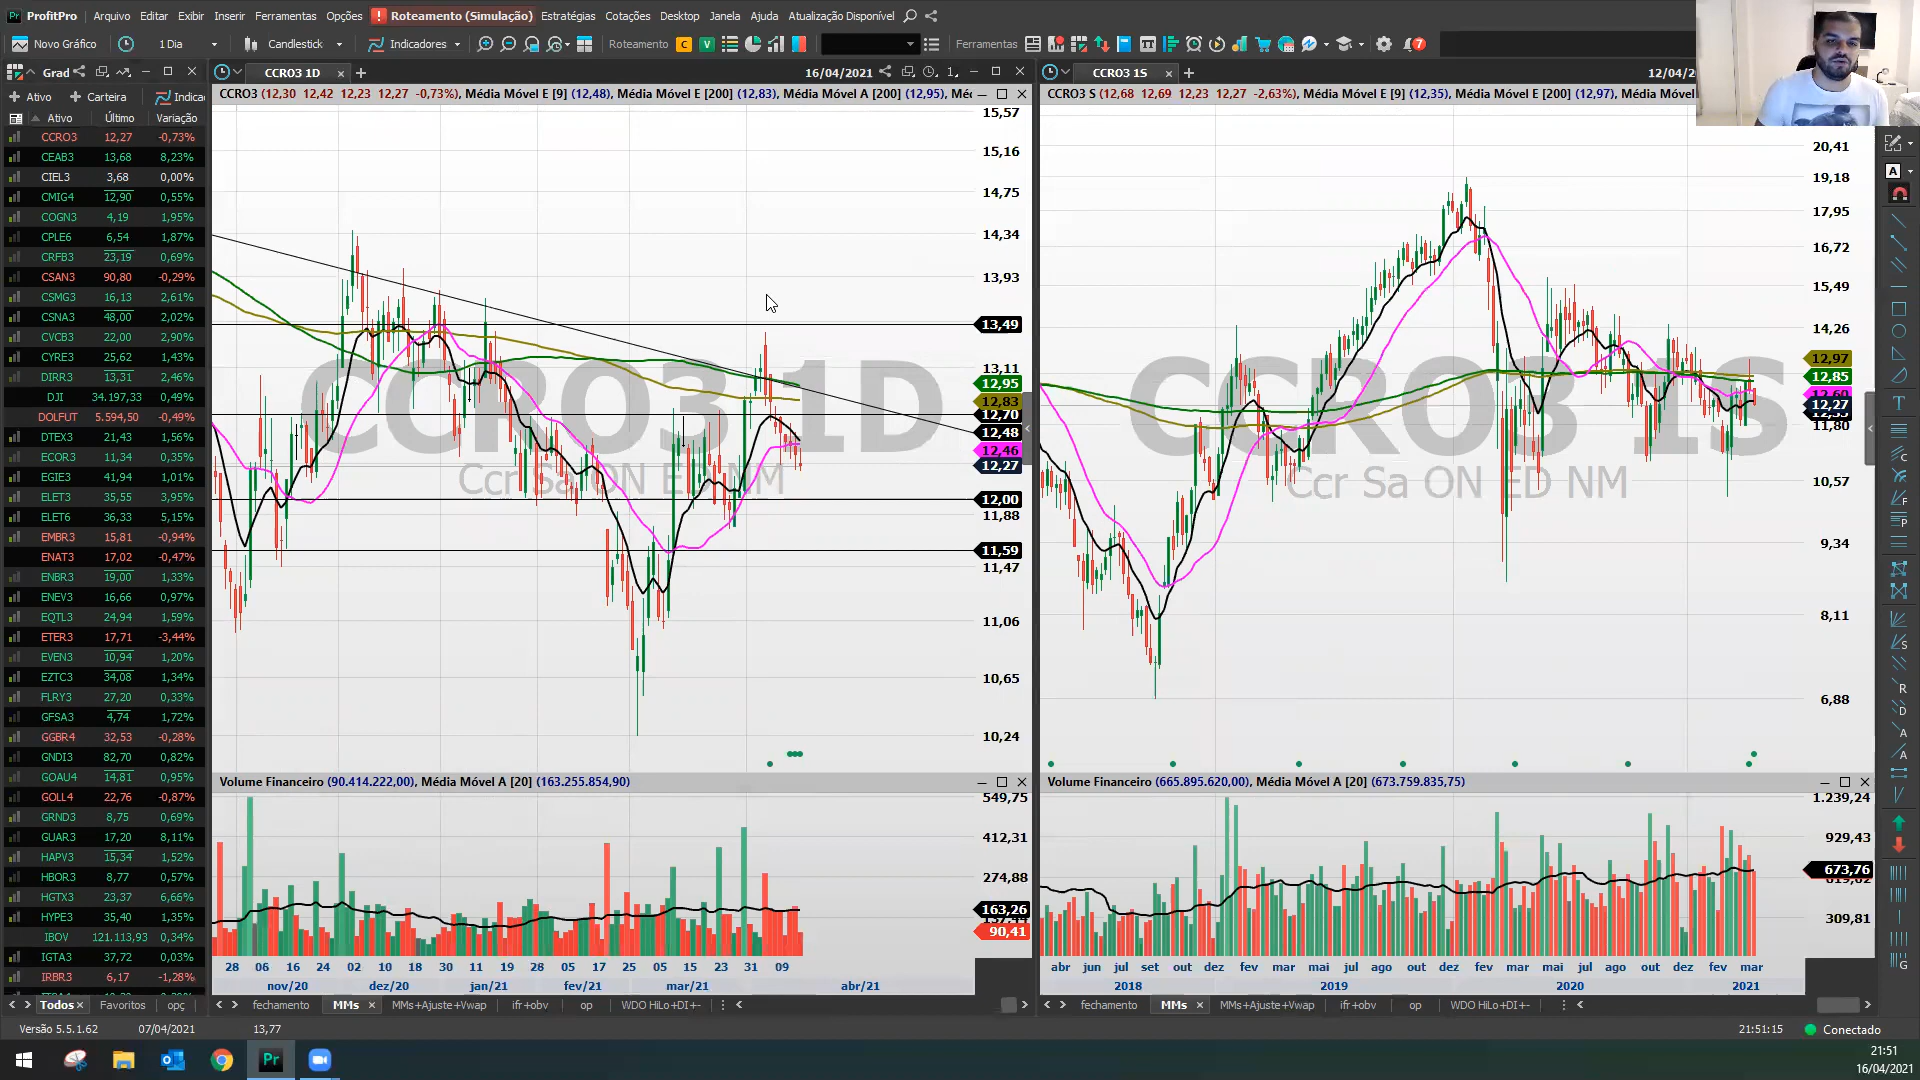 ProfitPro Arquivo Editar Exibir Inserir Ferramentas Opções Roteamento (Simulação) Estratégias Cotações Desktop Janela Ajuda Atualização Disponível
Novo Gráfico 1 Dia Candlestick Indicadores Roteamento C V Ferramentas 7
Grad CCRO3 1D 16/04/2021 CCRO3 1S
Ativo Carteira Indica
CCRO3 (12,30 12,42 12,23 12,27 -0,73%), Média Móvel E [9] (12,48), Média Móvel E [200] (12,83), Média Móvel A [200] (12,95), Mé
CCRO3 S (12,68 12,69 12,23 12,27 -2,63%), Média Móvel E [9] (12,35), Média Móvel E [200] (12,97), Média Móvel
Ativo Último Variação
CCRO3 12,27 -0,73%
CEAB3 13,68 8,23%
CIEL3 3,68 0,00%
CMIG4 12,90 0,55%
COGN3 4,19 1,95%
CPLE6 6,54 1,87%
CRFB3 23,19 0,69%
CSAN3 90,80 -0,29%
CSMG3 16,13 2,61%
CSNA3 48,00 2,02%
CVCB3 22,00 2,90%
CYRE3 25,62 1,43%
DIRR3 13,31 2,46%
DJI 34.197,33 0,49%
DOLFUT 5.594,50 -0,49%
DTEX3 21,43 1,56%
ECOR3 11,34 0,35%
EGIE3 41,94 1,01%
ELET3 35,55 3,95%
ELET6 36,33 5,15%
EMBR3 15,81 -0,94%
ENAT3 17,02 -0,47%
ENBR3 19,00 1,33%
ENEV3 16,66 0,97%
EQTL3 24,94 1,59%
ETER3 17,71 -3,44%
EVEN3 10,94 1,20%
EZTC3 34,08 1,34%
FLRY3 27,20 0,33%
GFSA3 4,74 1,72%
GGBR4 32,53 -0,28%
GNDI3 82,70 0,82%
GOAU4 14,81 0,95%
GOLL4 22,76 -0,87%
GRND3 8,75 0,69%
GUAR3 17,20 8,11%
HAPV3 15,34 1,52%
HBOR3 8,77 0,57%
HGTX3 23,37 6,66%
HYPE3 35,40 1,35%
IBOV 121.113,93 0,34%
IGTA3 37,72 0,03%
IRBR3 6,17 -1,28%
15,57
15,16
14,75
14,34
13,93
13,49
13,11
12,95
12,83
12,70
12,48
12,46
12,27
12,00
11,88
11,59
11,47
11,06
10,65
10,24
CCRO3 1D
Ccr Sa ON ED NM
20,41
19,18
17,95
16,72
15,49
14,26
12,97
12,85
12,27
11,80
10,57
9,34
8,11
6,88
CCRO3 1S
Ccr Sa ON ED NM
Volume Financeiro (90.414.222,00), Média Móvel A [20] (163.255.854,90)
549,75
412,31
274,88
163,26
90,41
28 06 16 24 02 10 18 30 11 19 28 05 17 25 05 15 23 31 09
nov/20 dez/20 jan/21 fev/21 mar/21 abr/21
Volume Financeiro (665.895.620,00), Média Móvel A [20] (673.759.835,75)
1.239,24
929,43
673,76
309,81
abr jun jul set out dez fev mar mai jul ago out dez fev mar mai jul ago out dez fev mar
2018 2019 2020 2021
Todos Favoritos opç fechamento MMs MMs+Ajuste+Vwap ifr+obv op WDO HiLo+DI+-
fechamento MMs MMs+Ajuste+Vwap ifr+obv op WDO HiLo+DI+-
Versão 5.5.1.62 07/04/2021 13,77 21:51:15 Conectado
Pr
21:51
16/04/2021